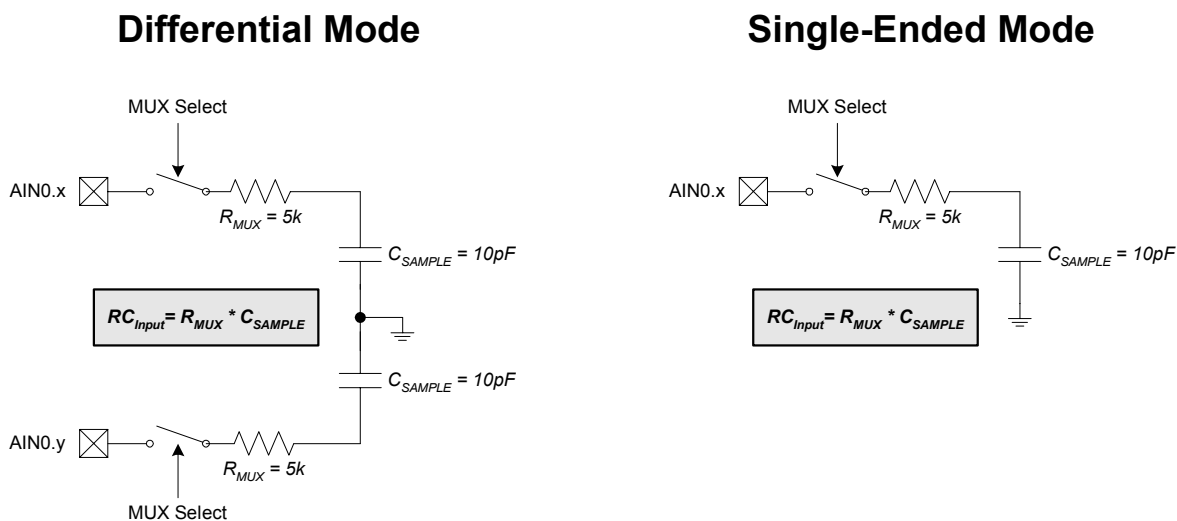 Differential Mode
MUX Select
AIN0.x
R_MUX = 5k
C_SAMPLE = 10pF
RC_Input= R_MUX * C_SAMPLE
C_SAMPLE = 10pF
AIN0.y
R_MUX = 5k
MUX Select
Single-Ended Mode
MUX Select
AIN0.x
R_MUX = 5k
C_SAMPLE = 10pF
RC_Input= R_MUX * C_SAMPLE